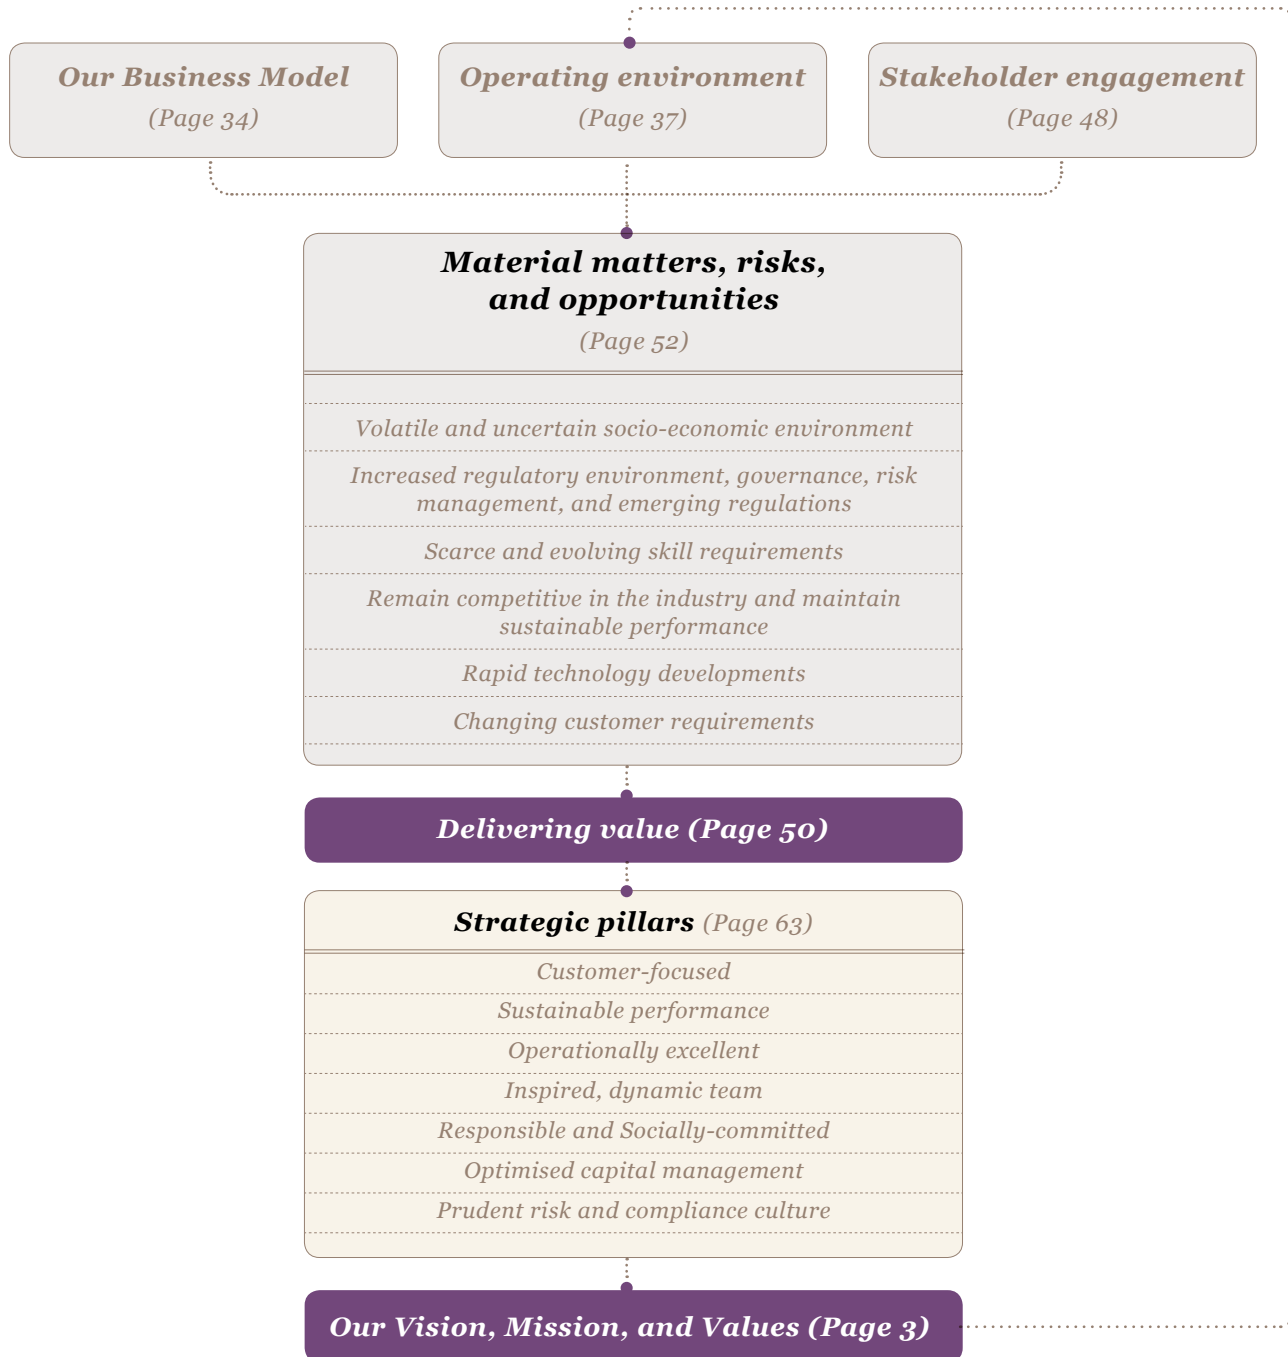 Our Business Model
(Page 34)
Operating environment
(Page 37)
Stakeholder engagement
(Page 48)
Material matters, risks,
and opportunities
(Page 52)
Volatile and uncertain socio-economic environment
Increased regulatory environment, governance, risk
management, and emerging regulations
Scarce and evolving skill requirements
Remain competitive in the industry and maintain
sustainable performance
Rapid technology developments
Changing customer requirements
Delivering value (Page 50)
Strategic pillars (Page 63)
Customer-focused
Sustainable performance
Operationally excellent
Inspired, dynamic team
Responsible and Socially-committed
Optimised capital management
Prudent risk and compliance culture
Our Vision, Mission, and Values (Page 3)